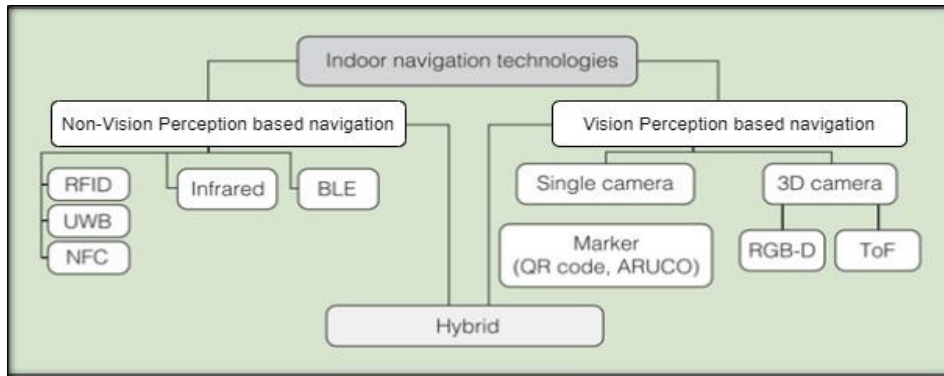 Indoor navigation technologies
Non-Vision Perception based navigation
Vision Perception based navigation
RFID
Infrared
BLE
Single camera
3D camera
UWB
NFC
Marker
(QR code, ARUCO)
RGB-D
ToF
Hybrid